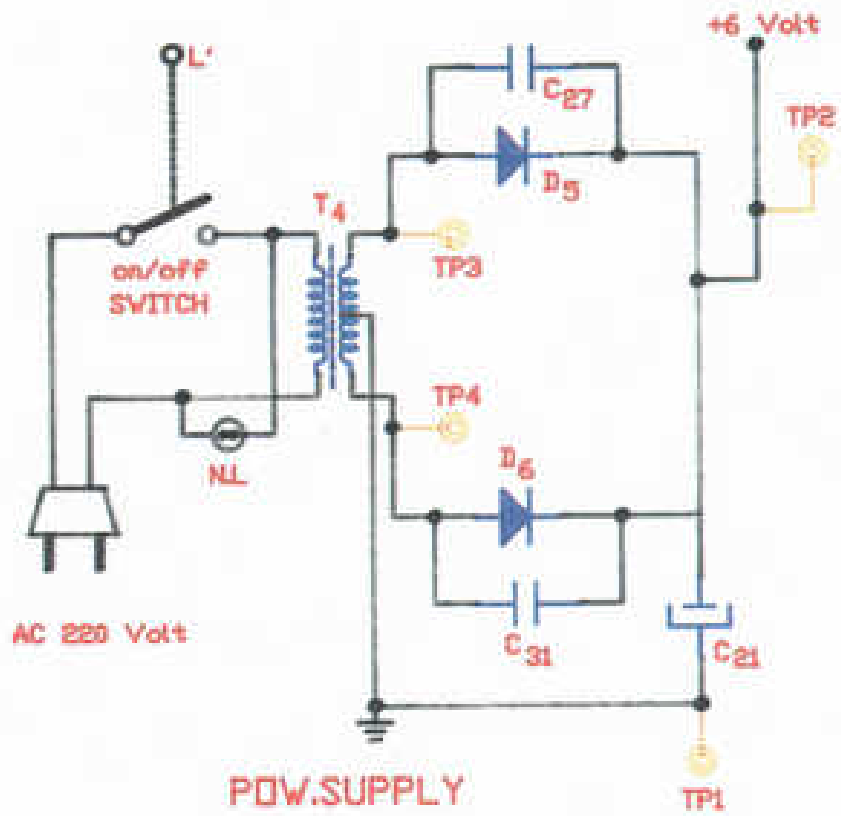 +6 Volt
L'
C27
TP2
D5
T4
TP3
on/off
SWITCH
TP4
D6
N.L
AC 220 Volt
C31
C21
POW.SUPPLY
TP1